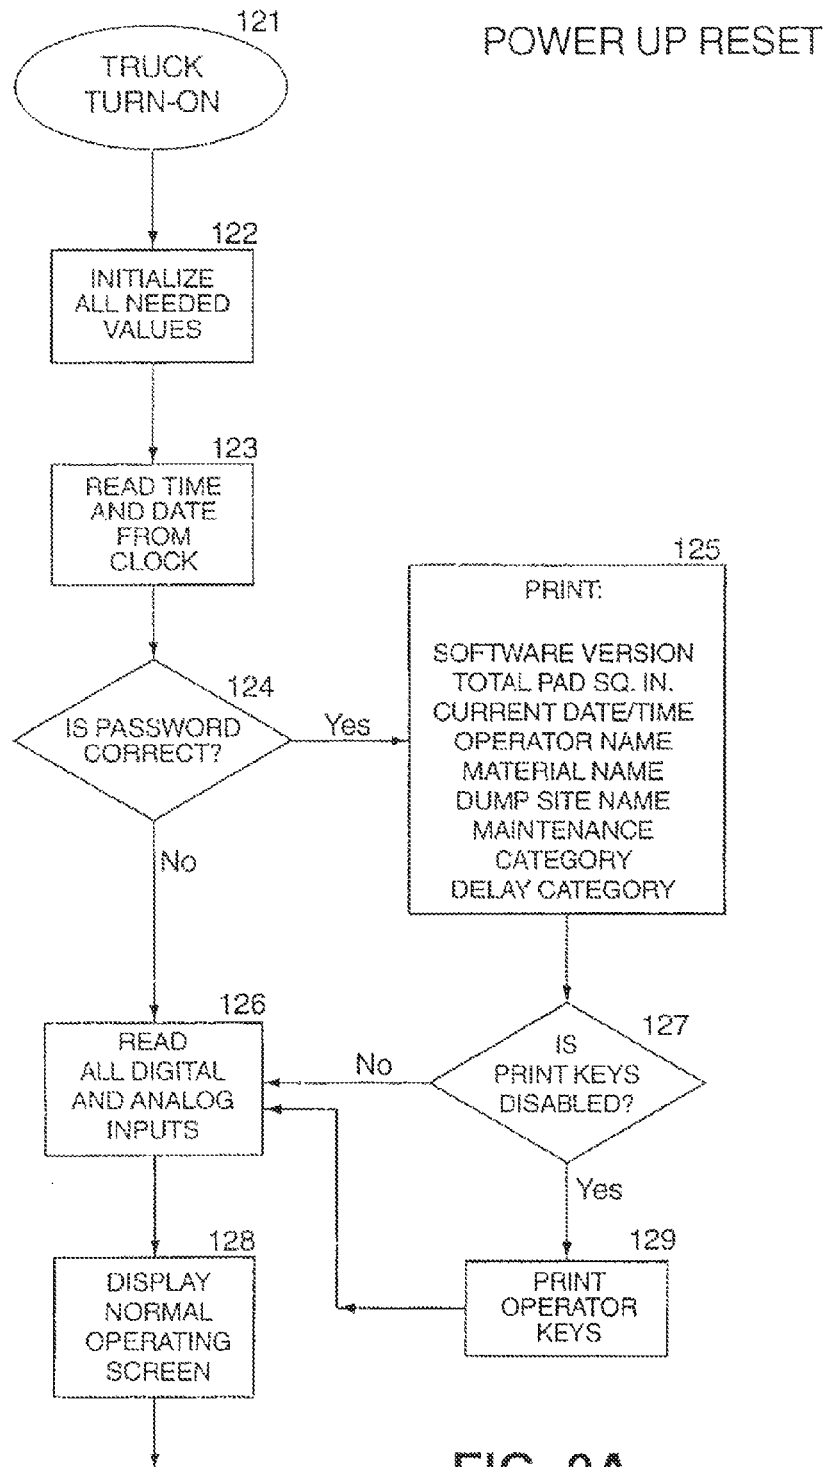 POWER UP RESET
121
TRUCK
TURN-ON
122
INITIALIZE
ALL NEEDED
VALUES
123
READ TIME
AND DATE
FROM
CLOCK
124
IS PASSWORD
CORRECT?
Yes
No
125
PRINT:
SOFTWARE VERSION
TOTAL PAD SQ. IN.
CURRENT DATE/TIME
OPERATOR NAME
MATERIAL NAME
DUMP SITE NAME
MAINTENANCE
CATEGORY
DELAY CATEGORY
126
READ
ALL DIGITAL
AND ANALOG
INPUTS
127
IS
PRINT KEYS
DISABLED?
No
Yes
128
DISPLAY
NORMAL
OPERATING
SCREEN
129
PRINT
OPERATOR
KEYS
FIG.